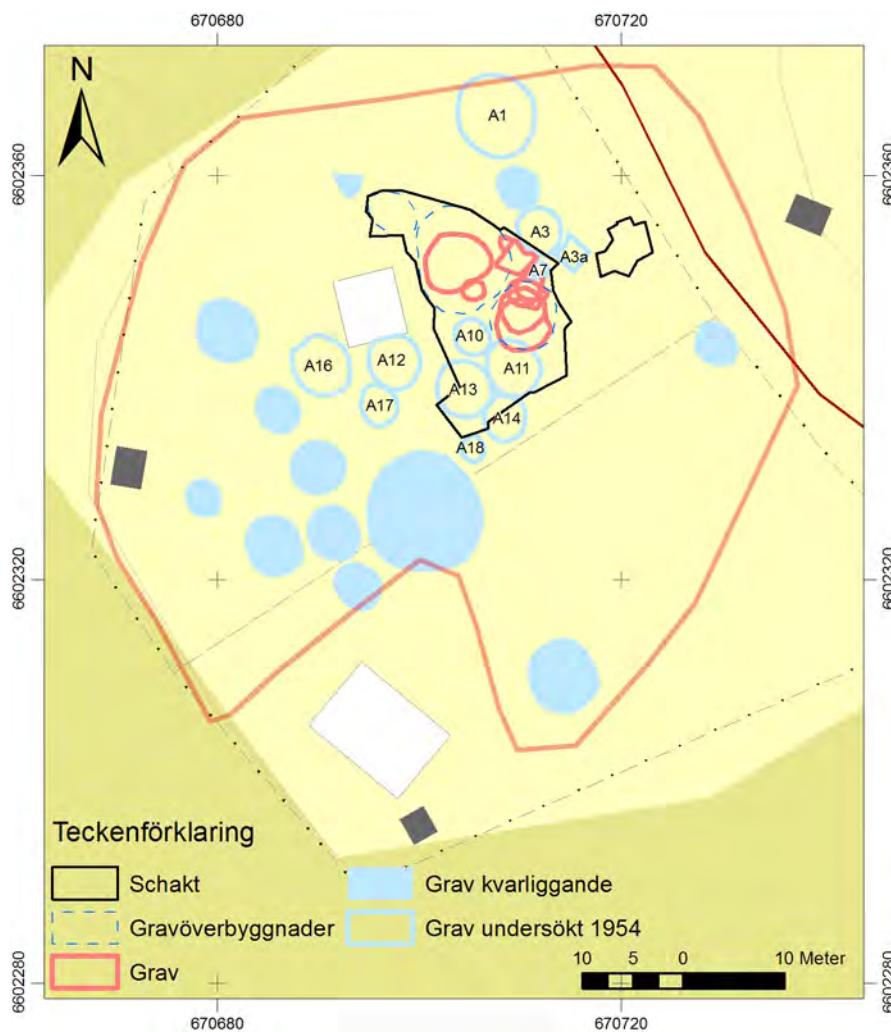 670680 670720
N
A1
6602360 6602360
A3
A3a
A7
A10
A12
A16
A11
A13
A17
A14
A18
6602320 6602320
Teckenförklaring
Schakt
Grav kvarliggande
Gravöverbyggnader
Grav undersökt 1954
Grav
10 5 0 10 Meter
6602280 6602280
670680 670720